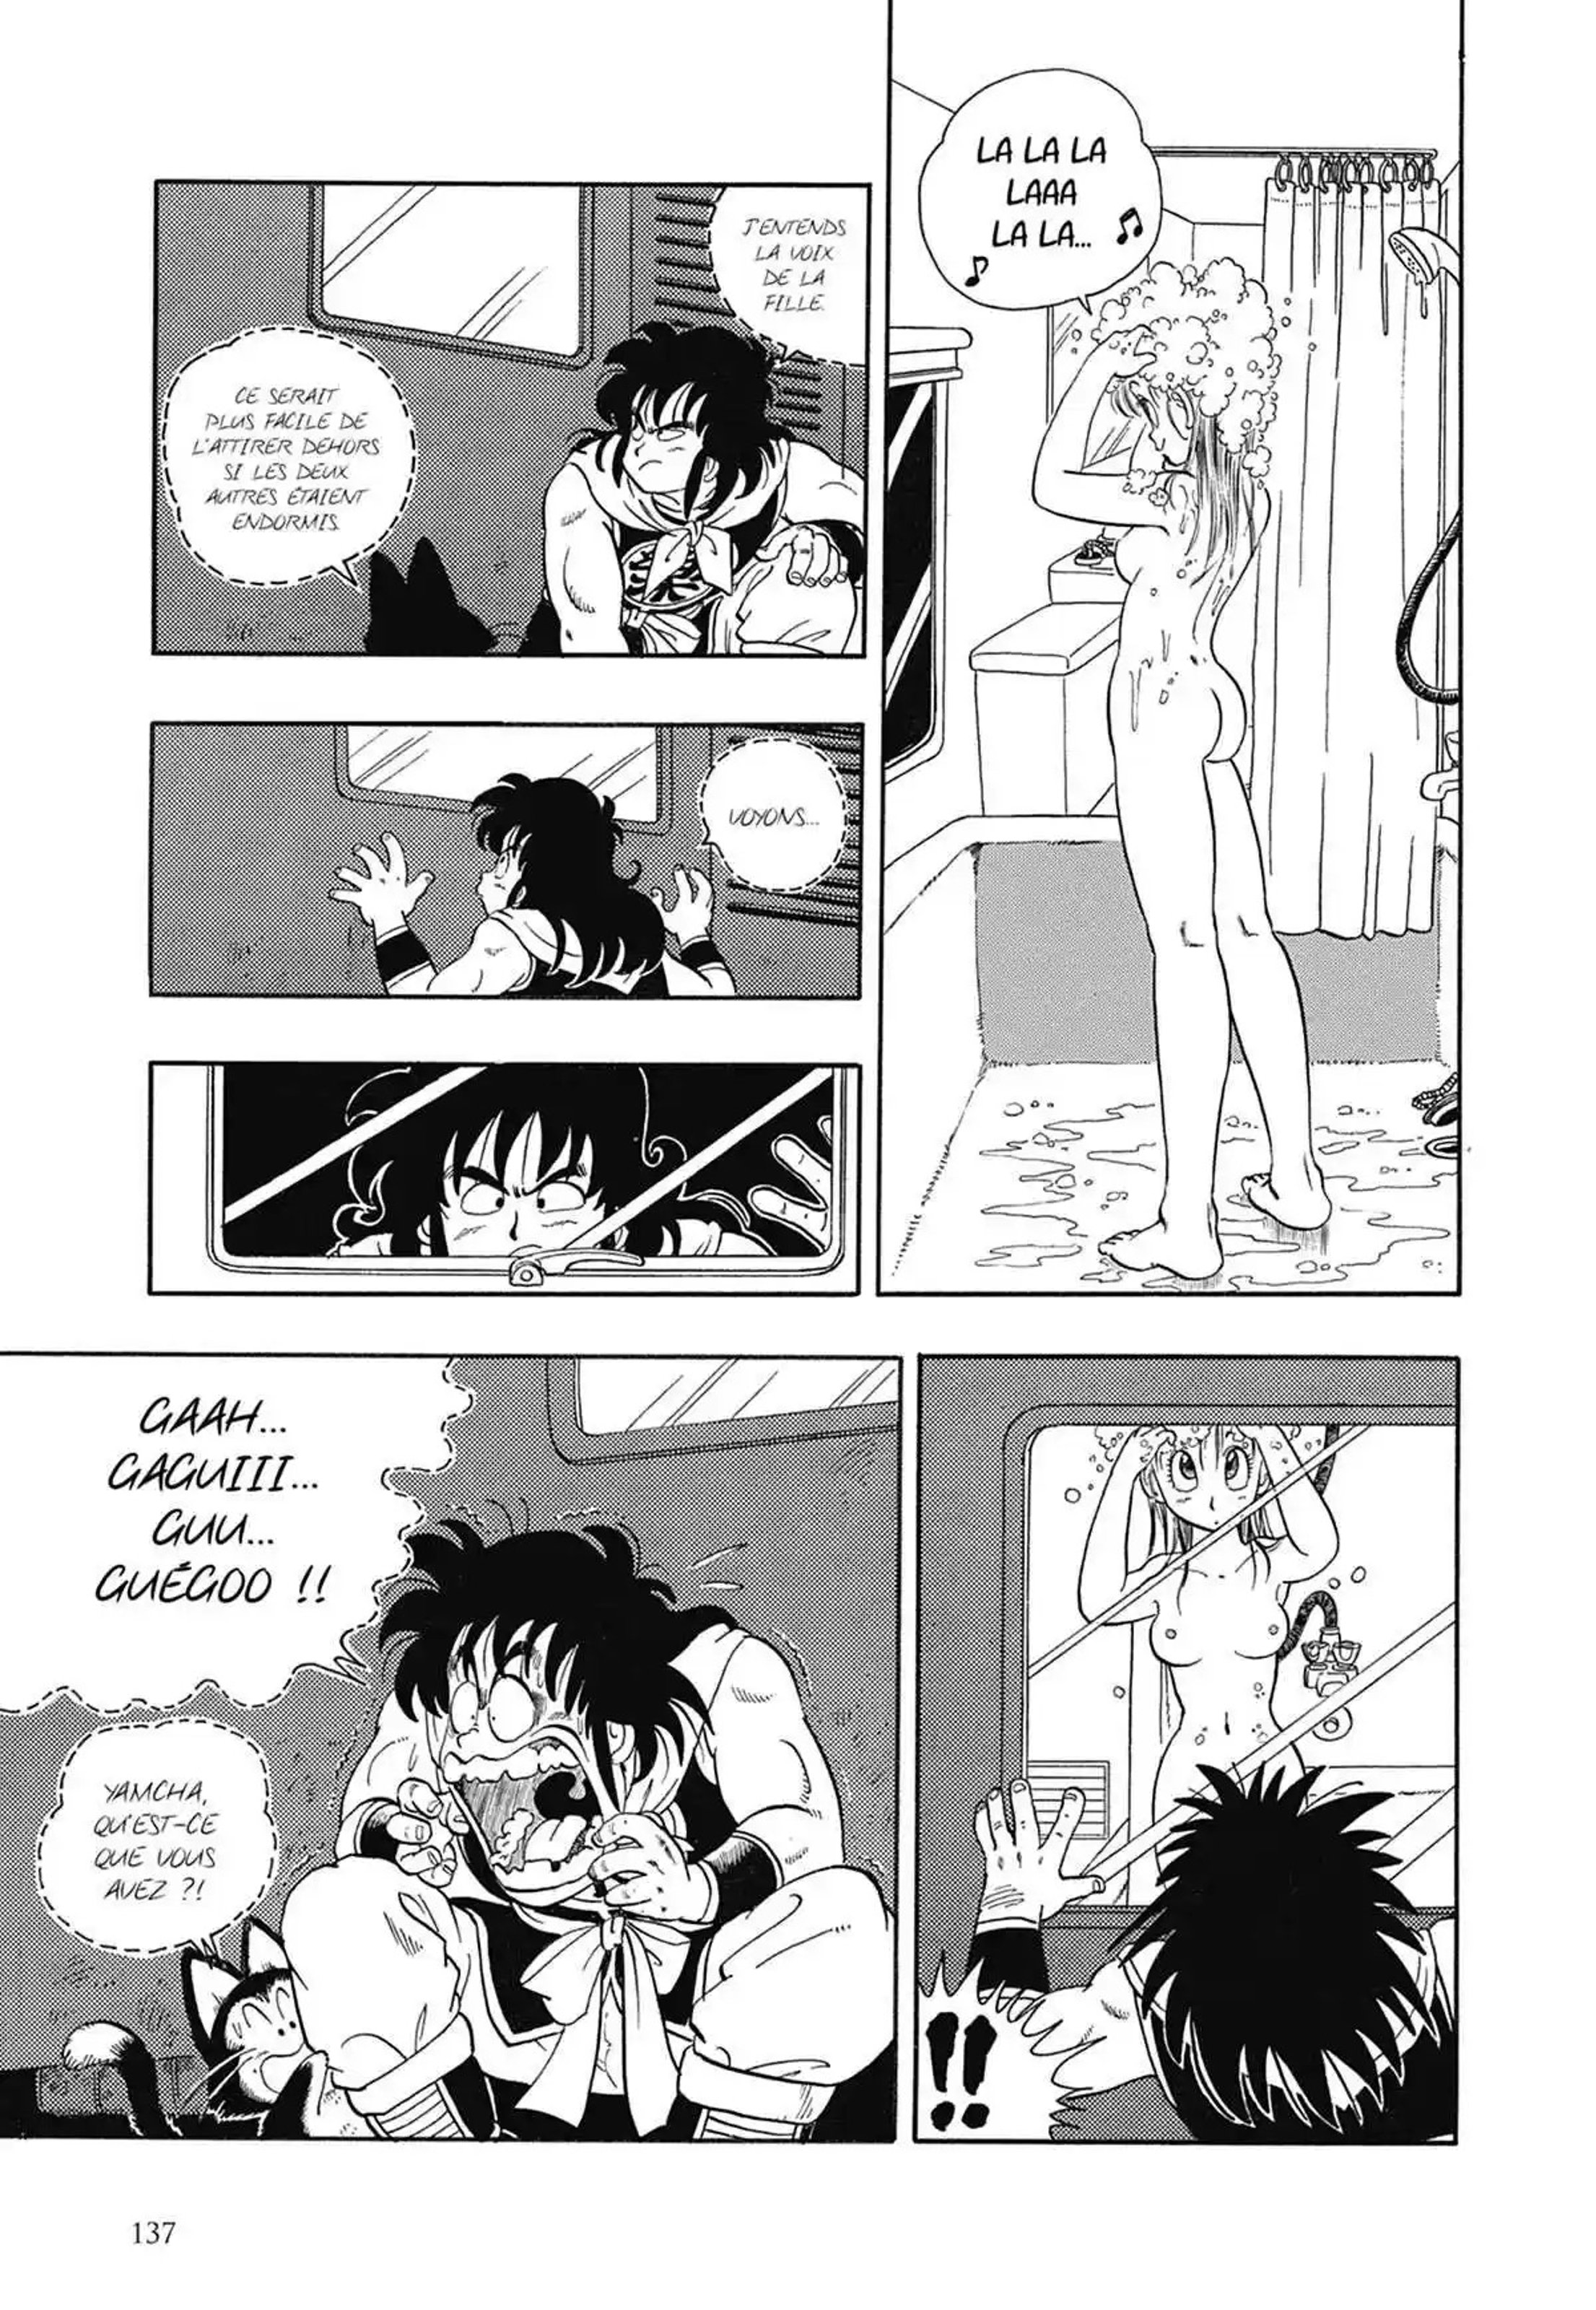 LA LA LA
LAAA
LA LA...
J'ENTENDS
LA VOIX
DE LA
FILLE.
CE SERAIT
PLUS FACILE DE
L'ATTIRER DEHORS
SI LES DEUX
AUTRES ÉTAIENT
ENDORMIS.
VOYONS...
!!
GAAH...
GAGUIII...
GUU...
GUÉGOO !!
YAMCHA,
QU'EST-CE
QUE VOUS
AVEZ ?!
137